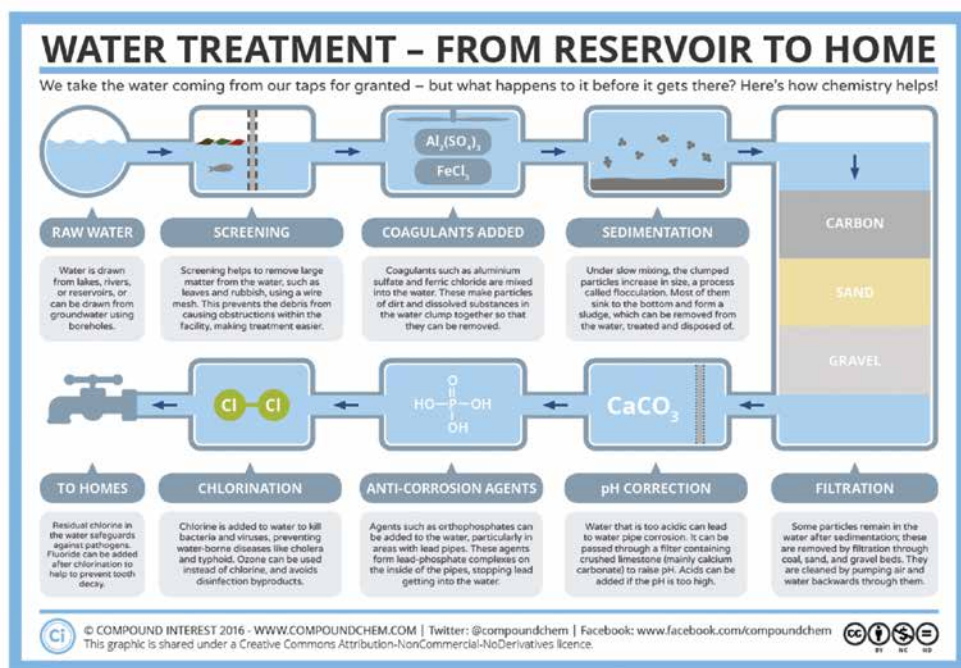 WATER TREATMENT – FROM RESERVOIR TO HOME
We take the water coming from our taps for granted – but what happens to it before it gets there? Here's how chemistry helps!
Al₂(SO₄)₃
FeCl₃
RAW WATER
Water is drawn
from lakes, rivers,
or reservoirs, or
can be drawn from
groundwater using
boreholes.
SCREENING
Screening helps to remove large
matter from the water, such as
leaves and rubbish, using a wire
mesh. This prevents the debris from
causing obstructions within the
facility, making treatment easier.
COAGULANTS ADDED
Coagulants such as aluminium
sulfate and ferric chloride are mixed
into the water. These make particles
of dirt and dissolved substances in
the water clump together so that
they can be removed.
SEDIMENTATION
Under slow mixing, the clumped
particles increase in size, a process
called flocculation. Most of them
sink to the bottom and form a
sludge, which can be removed from
the water, treated and disposed of.
CARBON
SAND
GRAVEL
Cl Cl
O
HO P OH
OH
CaCO₃
TO HOMES
Residual chlorine in
the water safeguards
against pathogens.
Fluoride can be added
after chlorination to
help to prevent tooth
decay.
CHLORINATION
Chlorine is added to water to kill
bacteria and viruses, preventing
water-borne diseases like cholera
and typhoid. Ozone can be used
instead of chlorine, and avoids
disinfection byproducts.
ANTI-CORROSION AGENTS
Agents such as orthophosphates can
be added to the water, particularly in
areas with lead pipes. These agents
form lead-phosphate complexes on
the inside of the pipes, stopping lead
getting into the water.
pH CORRECTION
Water that is too acidic can lead
to water pipe corrosion. It can be
passed through a filter containing
crushed limestone (mainly calcium
carbonate) to raise pH. Acids can be
added if the pH is too high.
FILTRATION
Some particles remain in the
water after sedimentation; these
are removed by filtration through
coal, sand, and gravel beds. They
are cleaned by pumping air and
water backwards through them.
Ci
© COMPOUND INTEREST 2016 - WWW.COMPOUNDCHEM.COM | Twitter: @compoundchem | Facebook: www.facebook.com/compoundchem
This graphic is shared under a Creative Commons Attribution-NonCommercial-NoDerivatives licence.
cc
BY NC ND